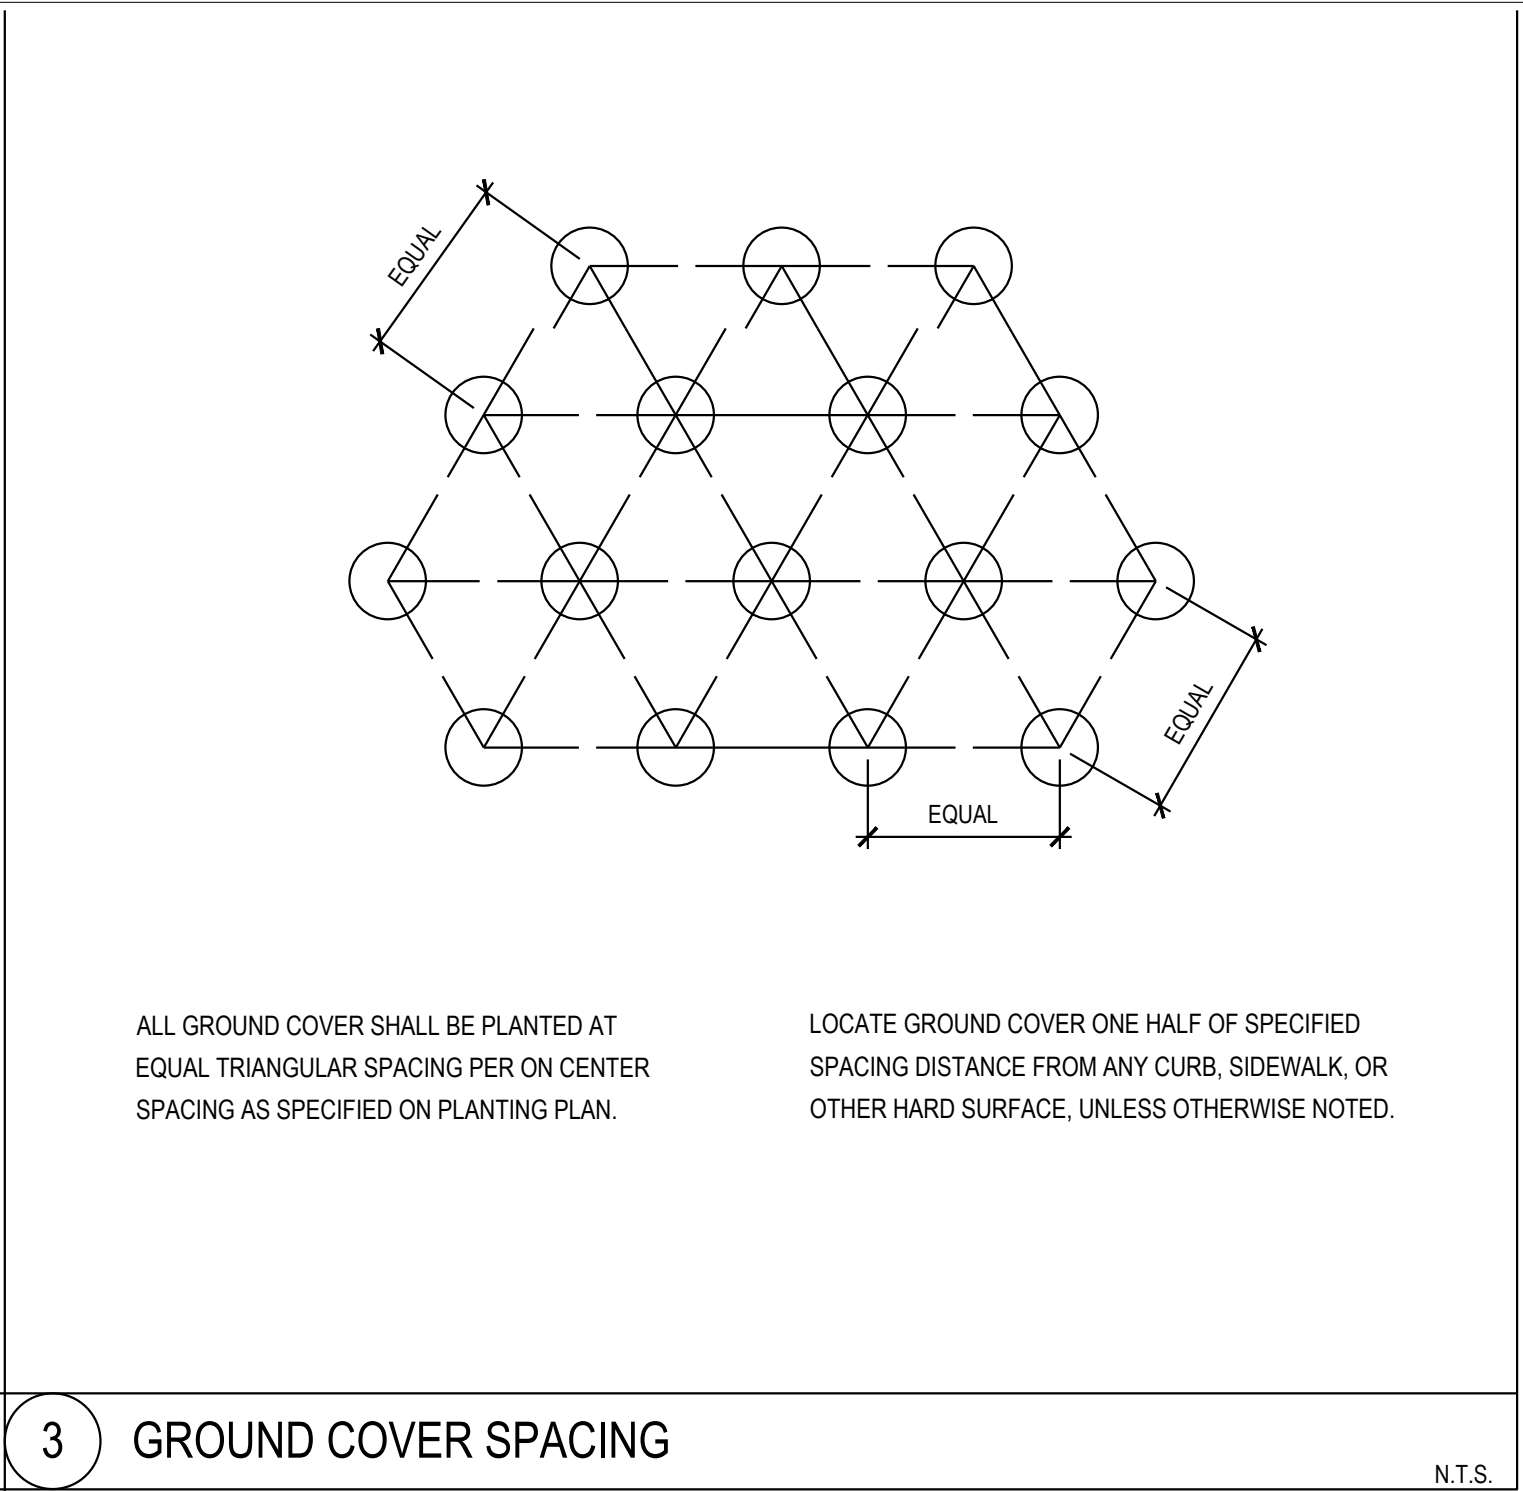 EQUAL
EQUAL
EQUAL
ALL GROUND COVER SHALL BE PLANTED AT
EQUAL TRIANGULAR SPACING PER ON CENTER
SPACING AS SPECIFIED ON PLANTING PLAN.
LOCATE GROUND COVER ONE HALF OF SPECIFIED
SPACING DISTANCE FROM ANY CURB, SIDEWALK, OR
OTHER HARD SURFACE, UNLESS OTHERWISE NOTED.
3 GROUND COVER SPACING
N.T.S.